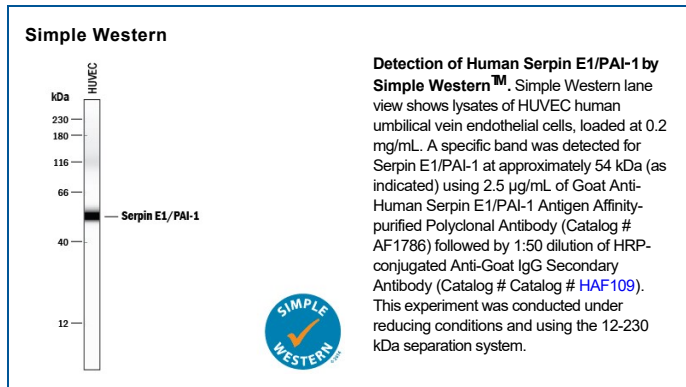 Simple Western
HUVEC
kDa
230
180
116
66
Serpin E1/PAI-1
40
12
SIMPLE
WESTERN
Detection of Human Serpin E1/PAI-1 by
Simple Western™. Simple Western lane
view shows lysates of HUVEC human
umbilical vein endothelial cells, loaded at 0.2
mg/mL. A specific band was detected for
Serpin E1/PAI-1 at approximately 54 kDa (as
indicated) using 2.5 µg/mL of Goat Anti-
Human Serpin E1/PAI-1 Antigen Affinity-
purified Polyclonal Antibody (Catalog #
AF1786) followed by 1:50 dilution of HRP-
conjugated Anti-Goat IgG Secondary
Antibody (Catalog # Catalog # HAF109).
This experiment was conducted under
reducing conditions and using the 12-230
kDa separation system.